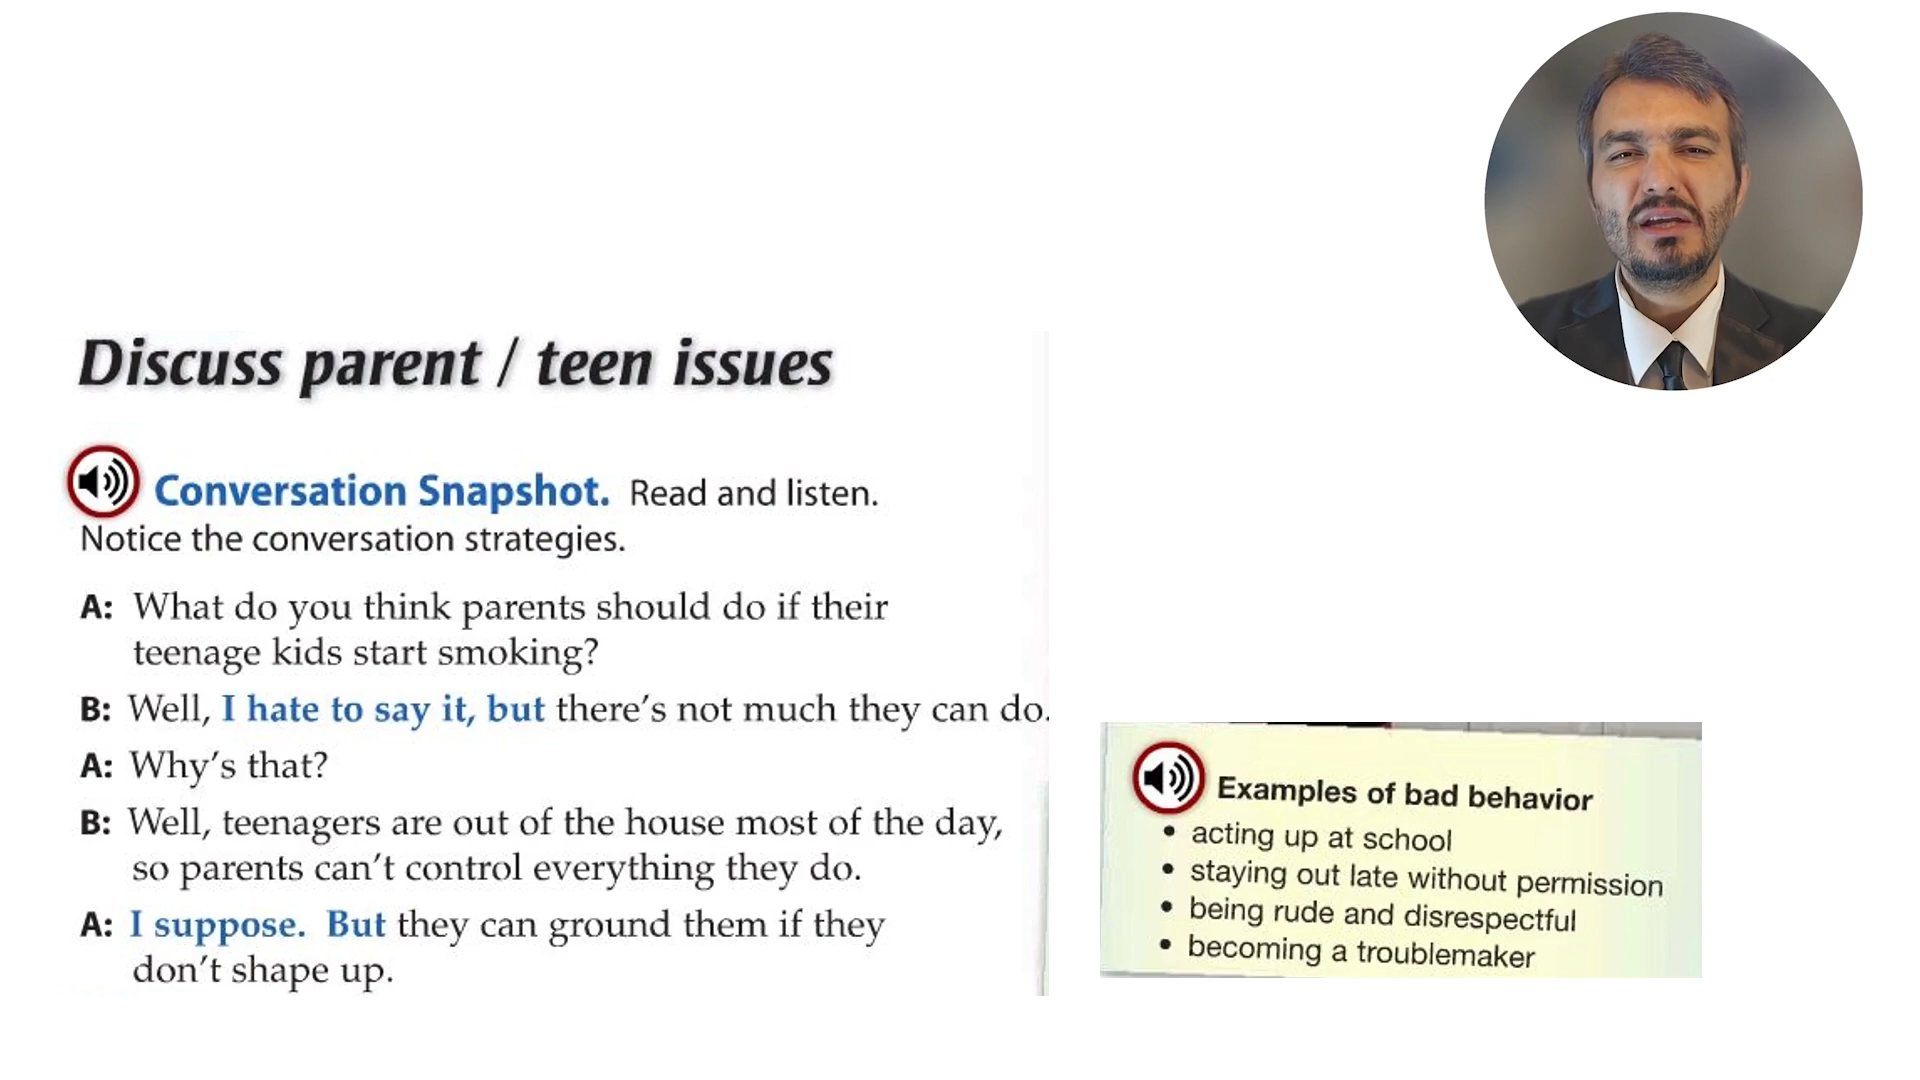 Discuss parent / teen issues
Conversation Snapshot. Read and listen.
Notice the conversation strategies.
A: What do you think parents should do if their
teenage kids start smoking?
B: Well, I hate to say it, but there's not much they can do.
A: Why's that?
B: Well, teenagers are out of the house most of the day,
so parents can't control everything they do.
A: I suppose. But they can ground them if they
don't shape up.
Examples of bad behavior
• acting up at school
• staying out late without permission
• being rude and disrespectful
• becoming a troublemaker